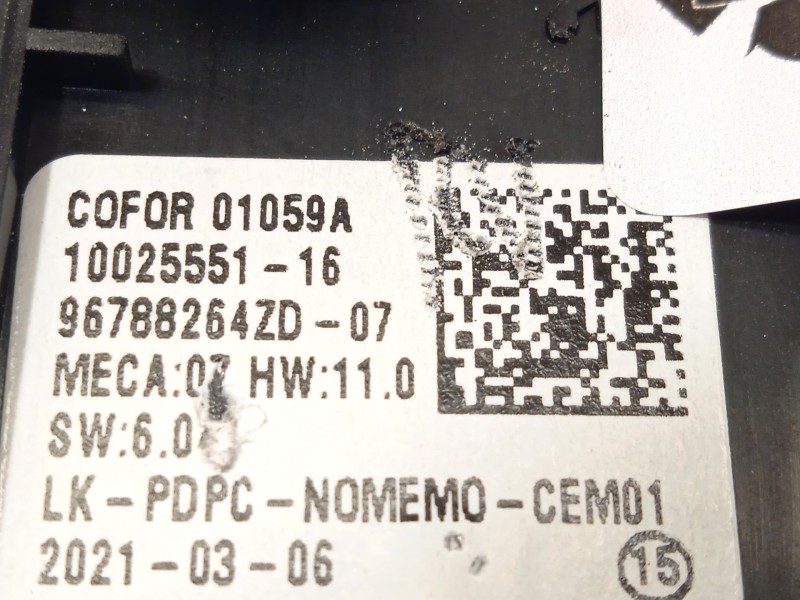 COFOR 01059A
10025551-16
96788264ZD-07
MECA:07 HW:11.0
SW:6.0
LK-PDPC-NOMEMO-CEM01
2021-03-06
15